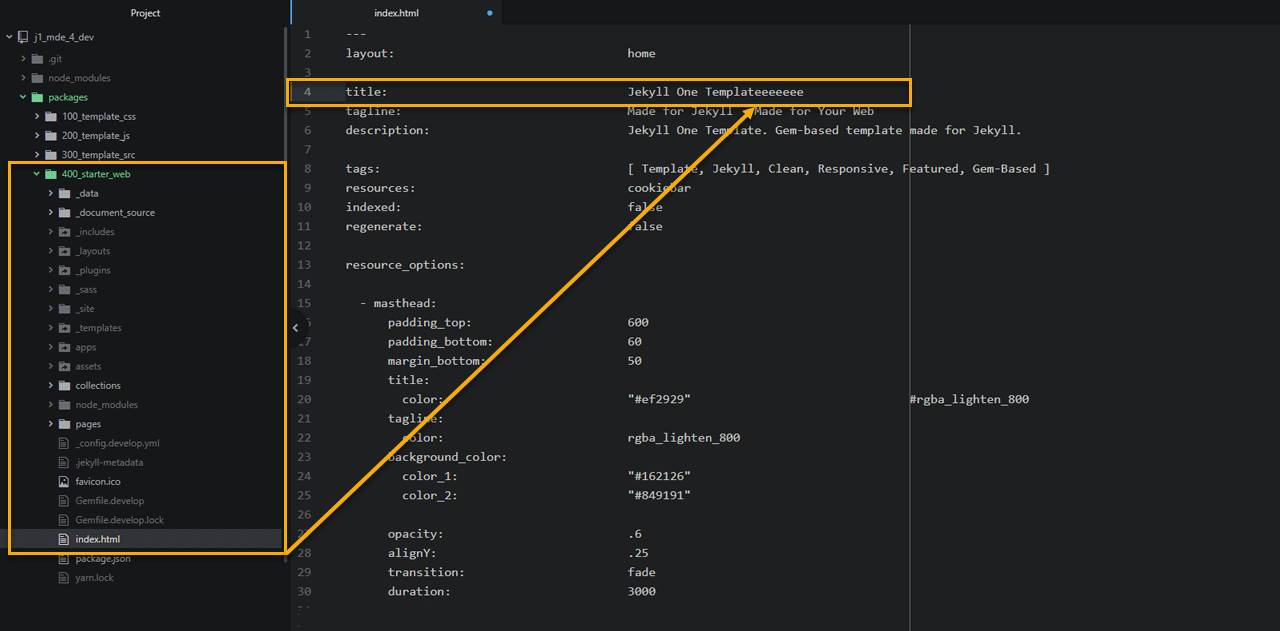 Project
j1_mde_4_dev
.git
node_modules
packages
100_template_css
200_template_js
300_template_src
400_starter_web
_data
_document_source
_includes
_layouts
_plugins
_sass
_site
_templates
apps
assets
collections
node_modules
pages
_config.develop.yml
.jekyll-metadata
favicon.ico
Gemfile.develop
Gemfile.develop.lock
index.html
package.json
yarn.lock
index.html
1 ---
2 layout: home
3
4 title: Jekyll One Templateeeeeee
5 tagline: Made for Jekyll Made for Your Web
6 description: Jekyll One Template. Gem-based template made for Jekyll.
7
8 tags: [ Template, Jekyll, Clean, Responsive, Featured, Gem-Based ]
9 resources: cookiebar
10 indexed: false
11 regenerate: false
12
13 resource_options:
14
15 - masthead:
padding_top: 600
17 padding_bottom: 60
18 margin_bottom: 50
19 title:
20 color: "#ef2929" #rgba_lighten_800
21 tagline:
22 color: rgba_lighten_800
23 background_color:
24 color_1: "#162126"
25 color_2: "#849191"
26
opacity: .6
28 alignY: .25
29 transition: fade
30 duration: 3000